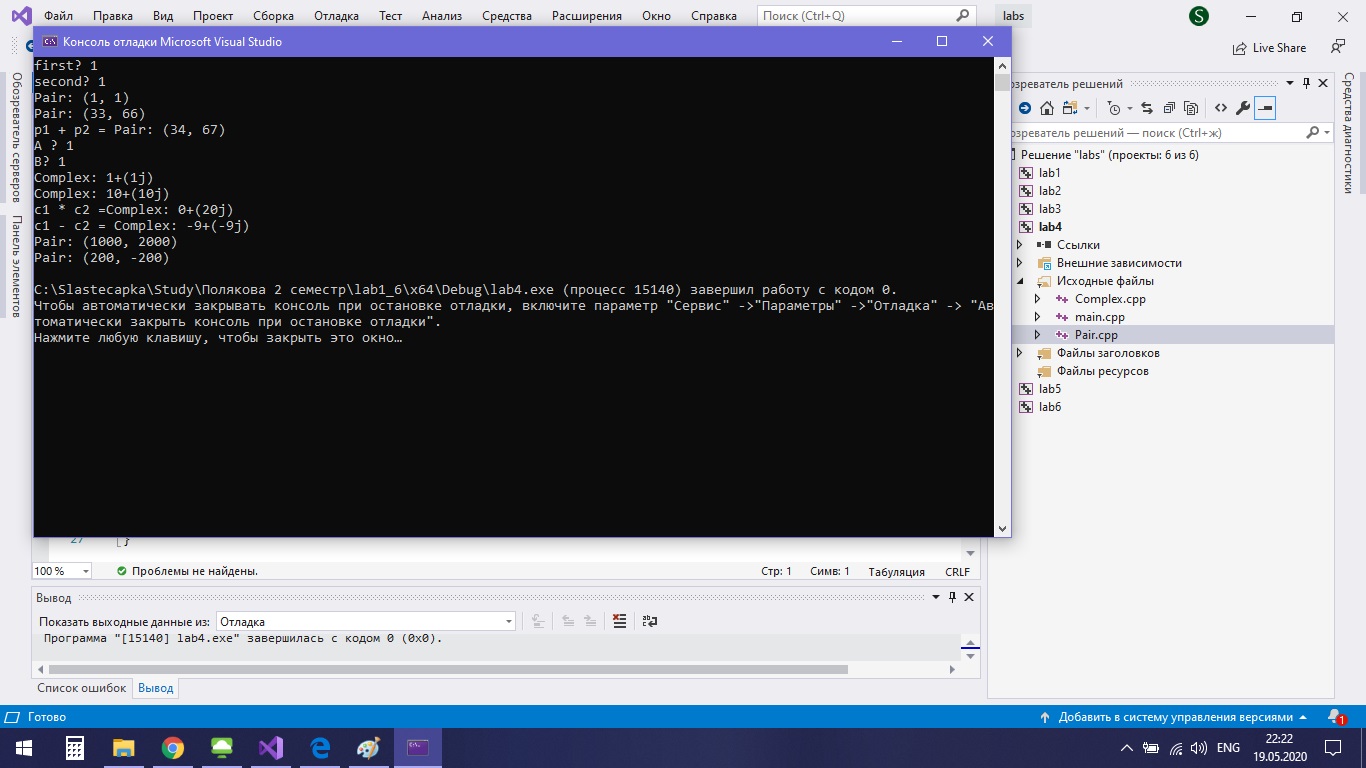 Файл Правка Вид Проект Сборка Отладка Тест Анализ Средства Расширения Окно Справка Поиск (Ctrl+Q) labs S
Live Share
Консоль отладки Microsoft Visual Studio
first? 1
second? 1
Pair: (1, 1)
Pair: (33, 66)
p1 + p2 = Pair: (34, 67)
A ? 1
B? 1
Complex: 1+(1j)
Complex: 10+(10j)
c1 * c2 =Complex: 0+(20j)
c1 - c2 = Complex: -9+(-9j)
Pair: (1000, 2000)
Pair: (200, -200)
C:\Slastecapka\Study\Полякова 2 семестр\lab1_6\x64\Debug\lab4.exe (процесс 15140) завершил работу с кодом 0.
Чтобы автоматически закрывать консоль при остановке отладки, включите параметр "Сервис" ->"Параметры" ->"Отладка" -> "Ав
томатически закрыть консоль при остановке отладки".
Нажмите любую клавишу, чтобы закрыть это окно…
Обозреватель серверов
Панель элементов
озреватель решений
озреватель решений — поиск (Ctrl+ж)
Решение "labs" (проекты: 6 из 6)
lab1
lab2
lab3
lab4
Ссылки
Внешние зависимости
Исходные файлы
Complex.cpp
main.cpp
Pair.cpp
Файлы заголовков
Файлы ресурсов
lab5
lab6
Средства диагностики
27 }
100 % Проблемы не найдены. Стр: 1 Симв: 1 Табуляция CRLF
Вывод
Показать выходные данные из: Отладка
Программа "[15140] lab4.exe" завершилась с кодом 0 (0x0).
Список ошибок Вывод
Готово Добавить в систему управления версиями 1
ENG 22:22
19.05.2020